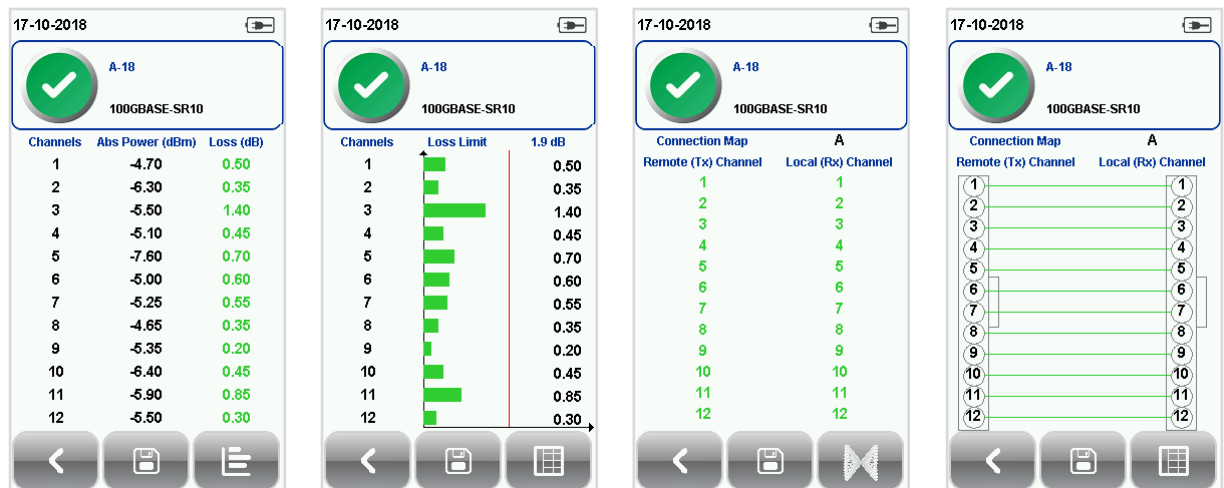 17-10-2018
A-18
100GBASE-SR10
Channels Abs Power (dBm) Loss (dB)
1 -4.70 0.50
2 -6.30 0.35
3 -5.50 1.40
4 -5.10 0.45
5 -7.60 0.70
6 -5.00 0.60
7 -5.25 0.55
8 -4.65 0.35
9 -5.35 0.20
10 -6.40 0.45
11 -5.90 0.85
12 -5.50 0.30
17-10-2018
A-18
100GBASE-SR10
Channels Loss Limit 1.9 dB
1 0.50
2 0.35
3 1.40
4 0.45
5 0.70
6 0.60
7 0.55
8 0.35
9 0.20
10 0.45
11 0.85
12 0.30
17-10-2018
A-18
100GBASE-SR10
Connection Map A
Remote (Tx) Channel Local (Rx) Channel
1 1
2 2
3 3
4 4
5 5
6 6
7 7
8 8
9 9
10 10
11 11
12 12
17-10-2018
A-18
100GBASE-SR10
Connection Map A
Remote (Tx) Channel Local (Rx) Channel
1 1
2 2
3 3
4 4
5 5
6 6
7 7
8 8
9 9
10 10
11 11
12 12